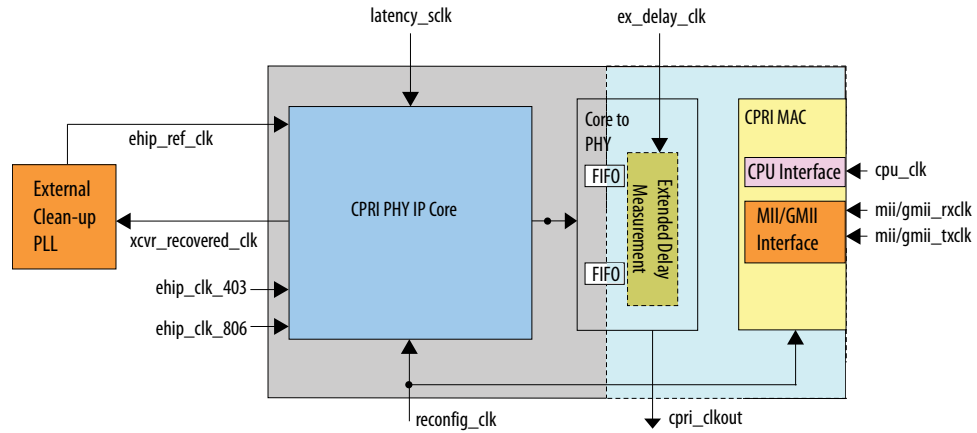 latency_sclk
ex_delay_clk
ehip_ref_clk
External
Clean-up
PLL
xcvr_recovered_clk
ehip_clk_403
ehip_clk_806
CPRI PHY IP Core
Core to
PHY
FIFO
FIFO
Extended Delay
Measurement
CPRI MAC
CPU Interface
cpu_clk
MII/GMII
Interface
mii/gmii_rxclk
mii/gmii_txclk
reconfig_clk
cpri_clkout